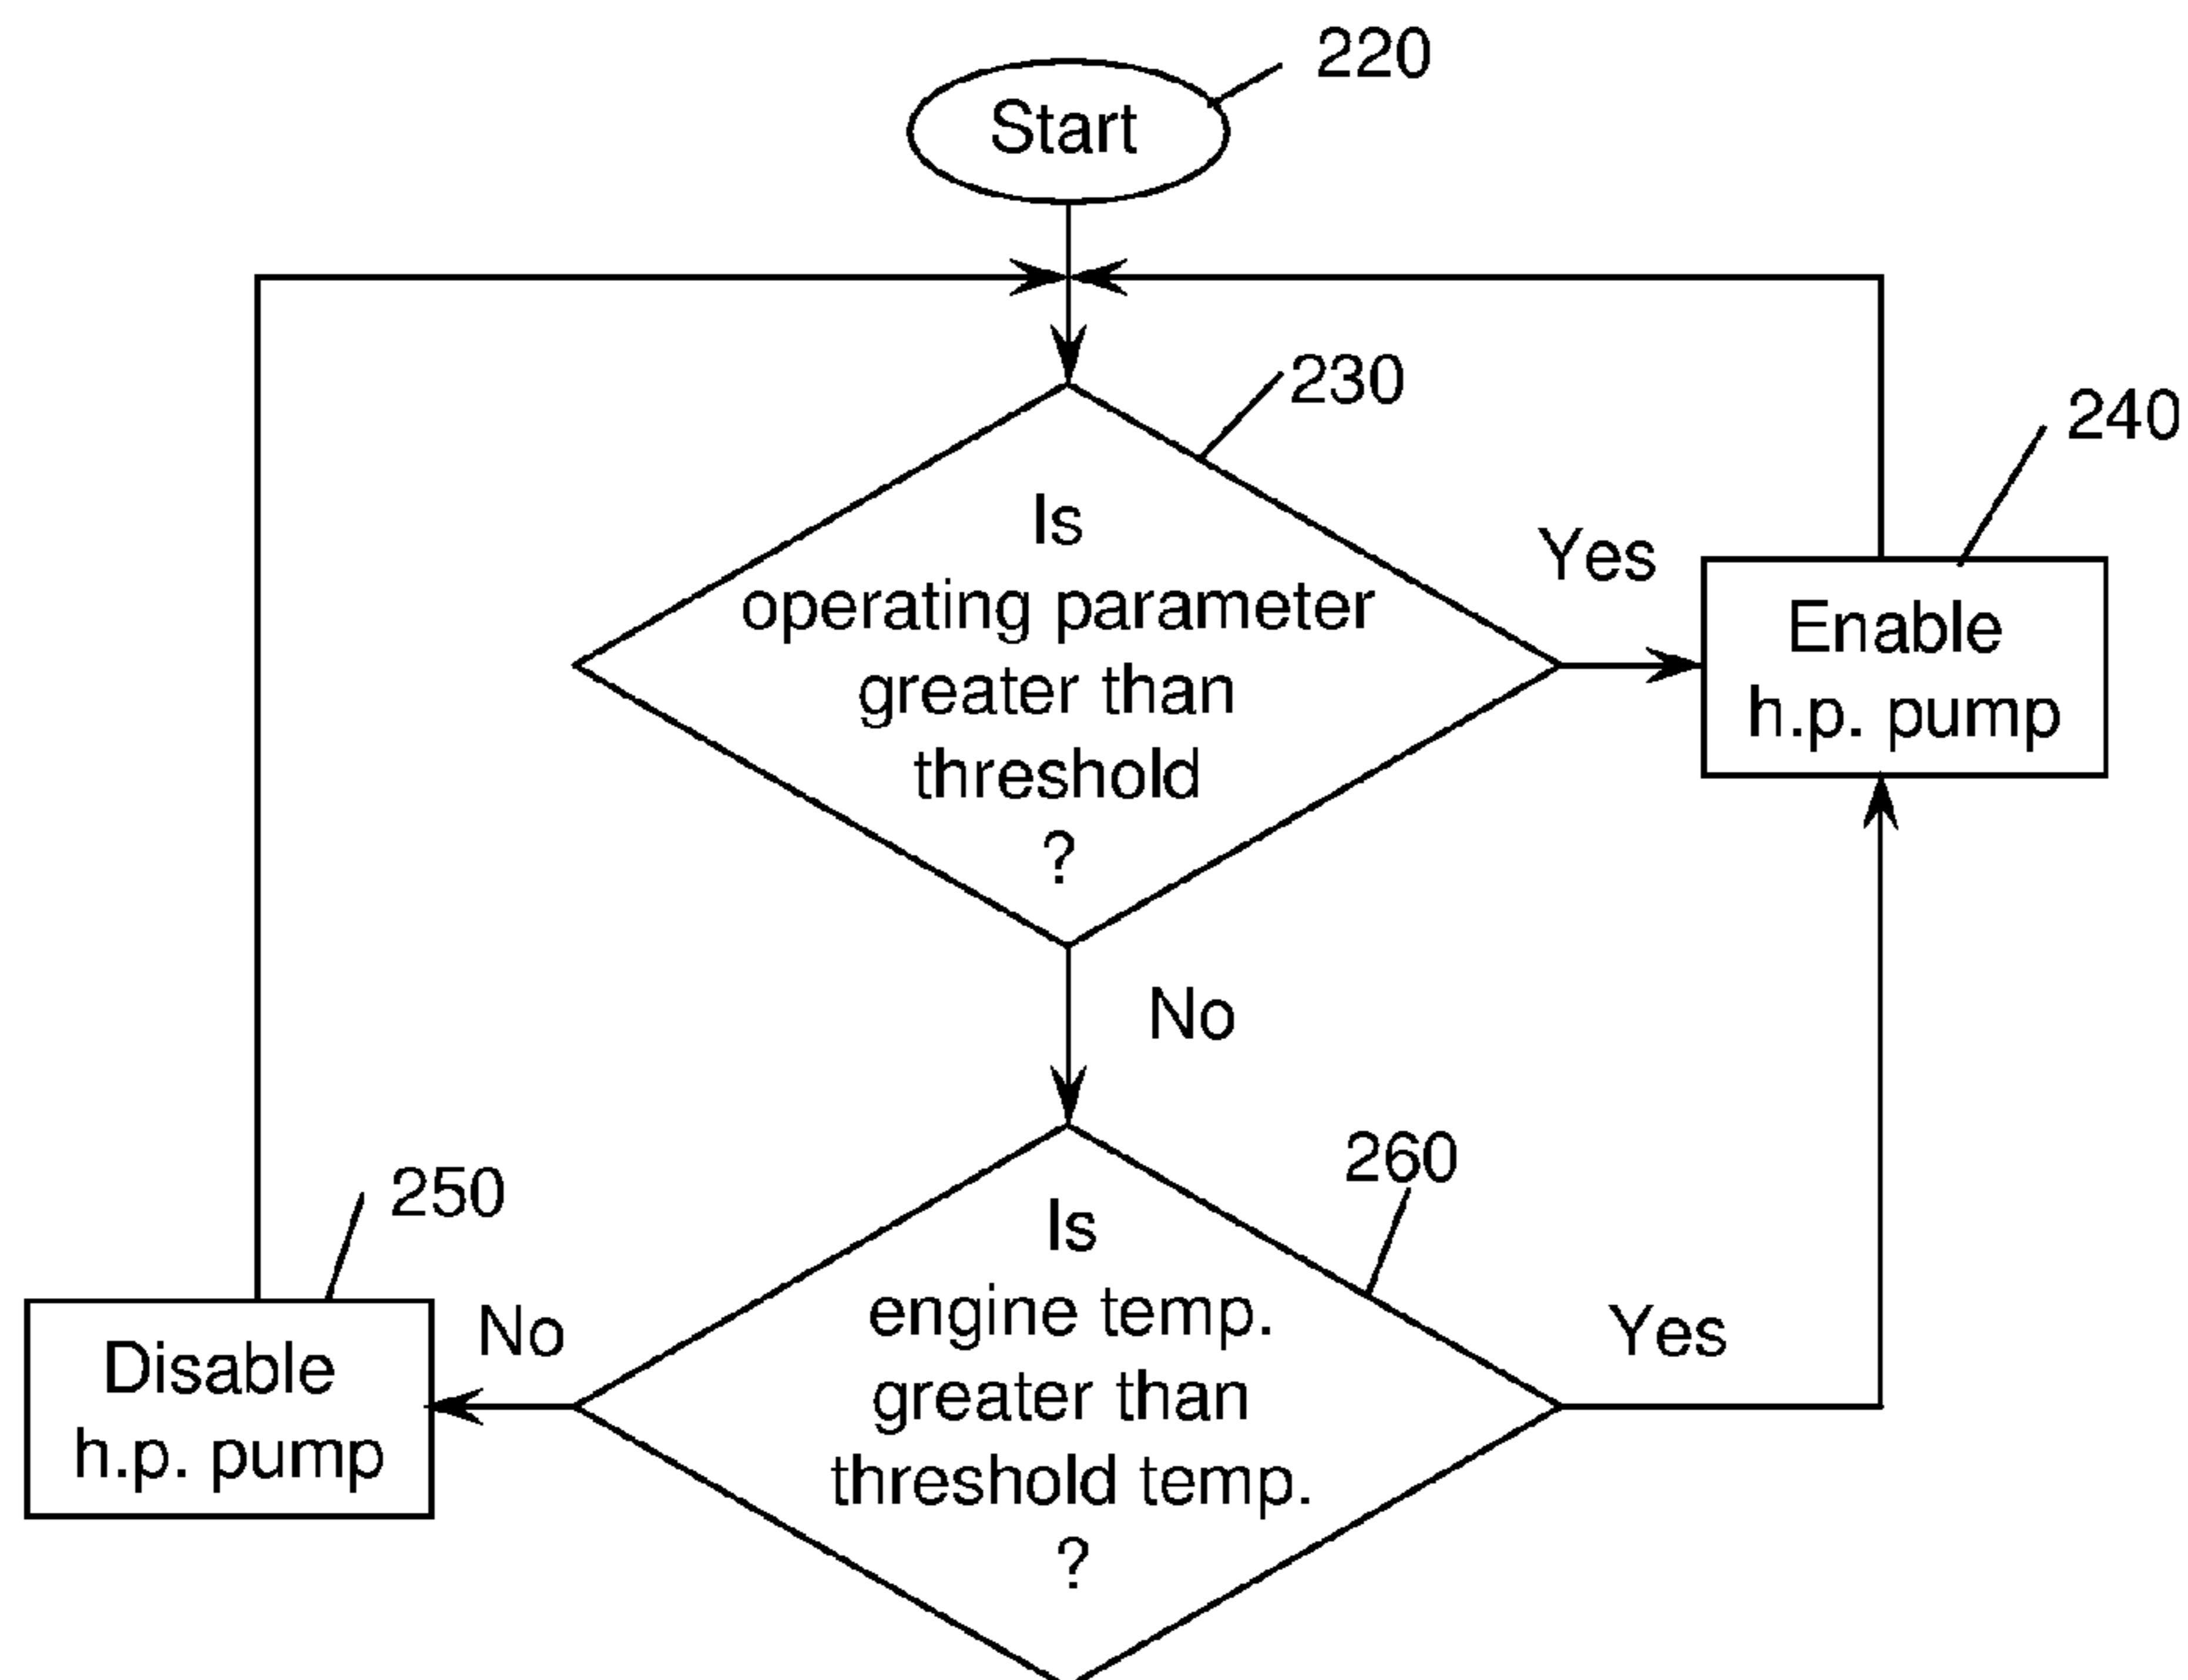 220
Start
230
240
Is
operating parameter
greater than
threshold
?
Yes
Enable
h.p. pump
No
250
260
Is
engine temp.
greater than
threshold temp.
?
No
Yes
Disable
h.p. pump